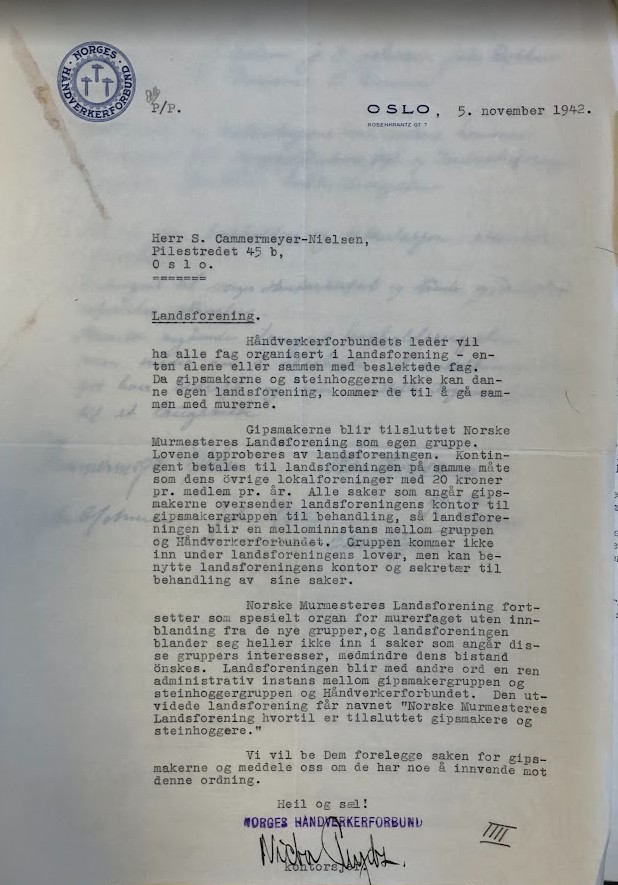 NORGES HÅNDVERKERFORBUND
P/P.
OSLO, 5. november 1942.
ROSENKRANTZ GT 7
Herr S. Cammermeyer-Nielsen,
Pilestredet 45 b,
O s l o.
=======
Landsforening.
Håndverkerforbundets leder vil
ha alle fag organisert i landsforening - en-
ten alene eller sammen med beslektede fag.
Da gipsmakerne og steinhoggerne ikke kan dan-
ne egen landsforening, kommer de til å gå sam-
men med murerne.
Gipsmakerne blir tilsluttet Norske
Murmesteres Landsforening som egen gruppe.
Lovene approberes av landsforeningen. Kontin-
gent betales til landsforeningen på samme måte
som dens övrige lokalforeninger med 20 kroner
pr. medlem pr. år. Alle saker som angår gips-
makerne oversender landsforeningens kontor til
gipsmakergruppen til behandling, så landsfore-
ningen blir en mellominnstans mellom gruppen
og Håndverkerforbundet. Gruppen kommer ikke
inn under landsforeningens lover, men kan be-
nytte landsforeningens kontor og sekretær til
behandling av sine saker.
Norske Murmesteres Landsforening fort-
setter som spesielt organ for murerfaget uten inn-
blanding fra de nye grupper,og landsforeningen
blander seg heller ikke inn i saker som angår dis-
se gruppers interesser, medmindre dens bistand
önskes. Landsforeningen blir med andre ord en ren
administrativ instans mellom gipsmakergruppen og
steinhoggergruppen og Håndverkerforbundet. Den ut-
videde landsforening får navnet "Norske Murmesteres
Landsforening hvortil er tilsluttet gipsmakere og
steinhoggere."
Vi vil be Dem forelegge saken for gips-
makerne og meddele oss om de har noe å innvende mot
denne ordning.
Heil og sæl!
NORGES HÅNDVERKERFORBUND
kontorsjef.